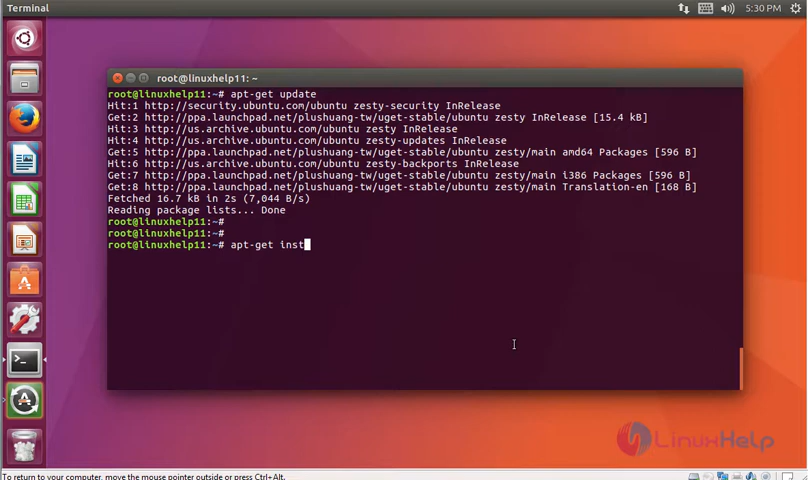 Terminal
5:30 PM
root@linuxhelp11: ~
root@linuxhelp11:~# apt-get update
Hit:1 http://security.ubuntu.com/ubuntu zesty-security InRelease
Get:2 http://ppa.launchpad.net/plushuang-tw/uget-stable/ubuntu zesty InRelease [15.4 kB]
Hit:3 http://us.archive.ubuntu.com/ubuntu zesty InRelease
Hit:4 http://us.archive.ubuntu.com/ubuntu zesty-updates InRelease
Get:5 http://ppa.launchpad.net/plushuang-tw/uget-stable/ubuntu zesty/main amd64 Packages [596 B]
Hit:6 http://us.archive.ubuntu.com/ubuntu zesty-backports InRelease
Get:7 http://ppa.launchpad.net/plushuang-tw/uget-stable/ubuntu zesty/main i386 Packages [596 B]
Get:8 http://ppa.launchpad.net/plushuang-tw/uget-stable/ubuntu zesty/main Translation-en [168 B]
Fetched 16.7 kB in 2s (7,044 B/s)
Reading package lists... Done
root@linuxhelp11:~#
root@linuxhelp11:~#
root@linuxhelp11:~# apt-get inst
LinuxHelp
To return to your computer, move the mouse pointer outside or press Ctrl+Alt.